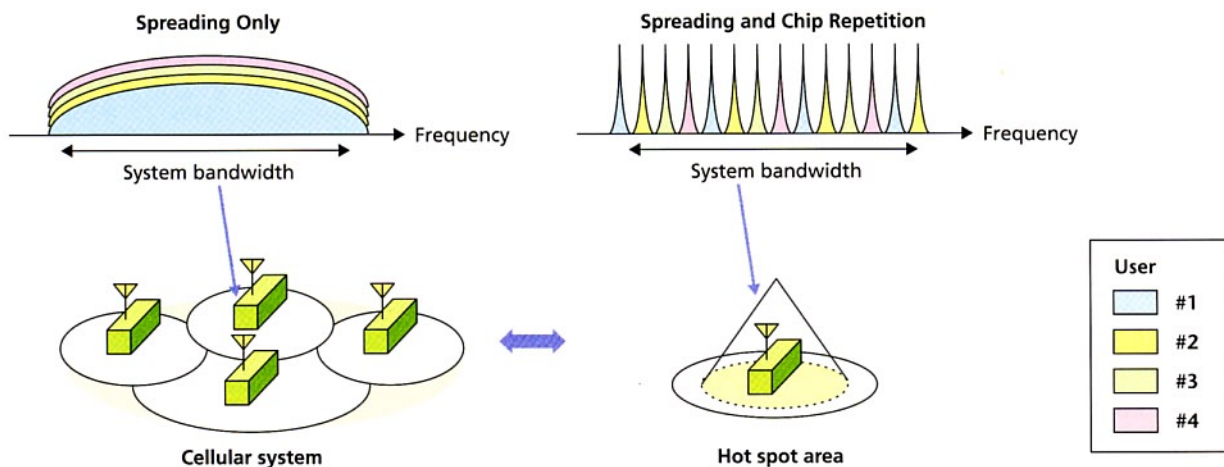 Spreading Only
Spreading and Chip Repetition
Frequency
Frequency
System bandwidth
System bandwidth
User
#1
#2
#3
#4
Cellular system
Hot spot area